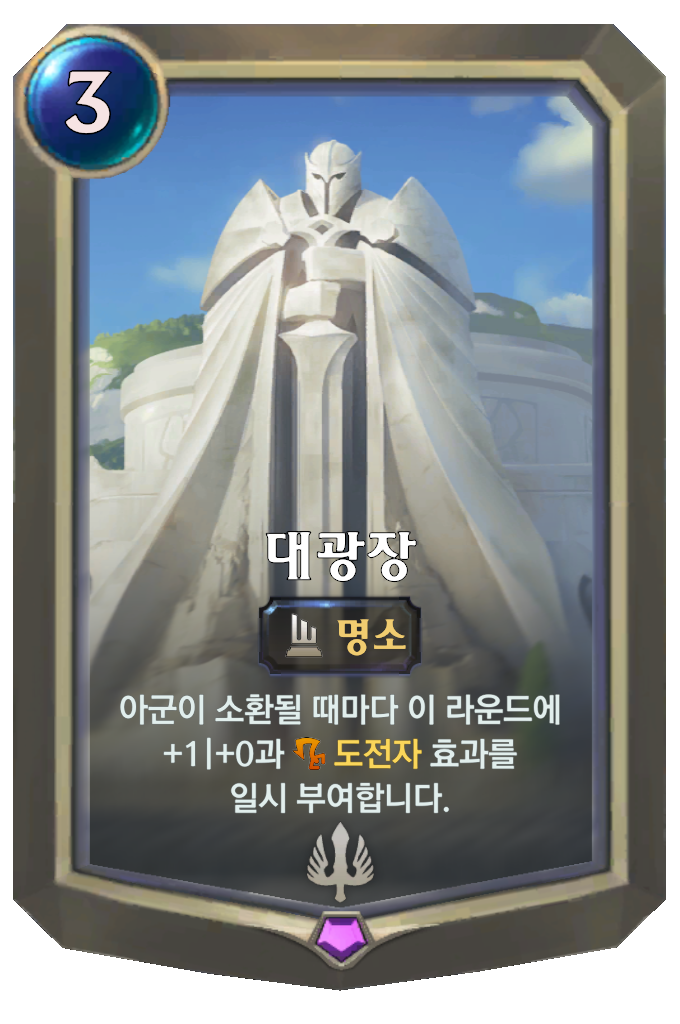 3
대광장
명소
아군이 소환될 때마다 이 라운드에
+1|+0과 도전자 효과를
일시 부여합니다.